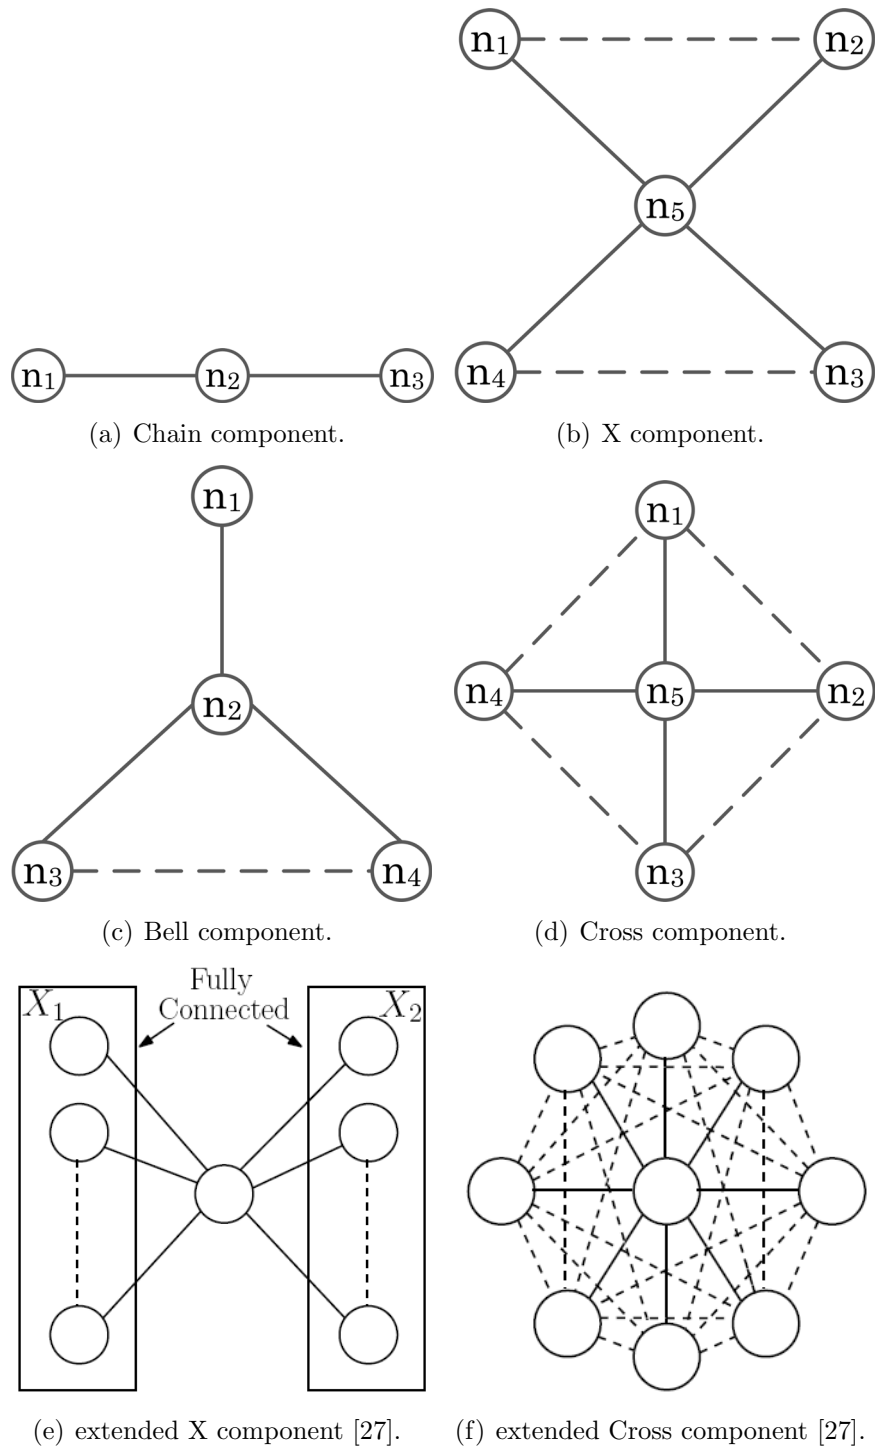 n1
n2
n5
n4
n3
n1
n2
n3
(a) Chain component.
(b) X component.
n1
n2
n3
n4
n1
n4
n5
n2
n3
(c) Bell component.
(d) Cross component.
X1
Fully
Connected
X2
(e) extended X component [27].
(f) extended Cross component [27].